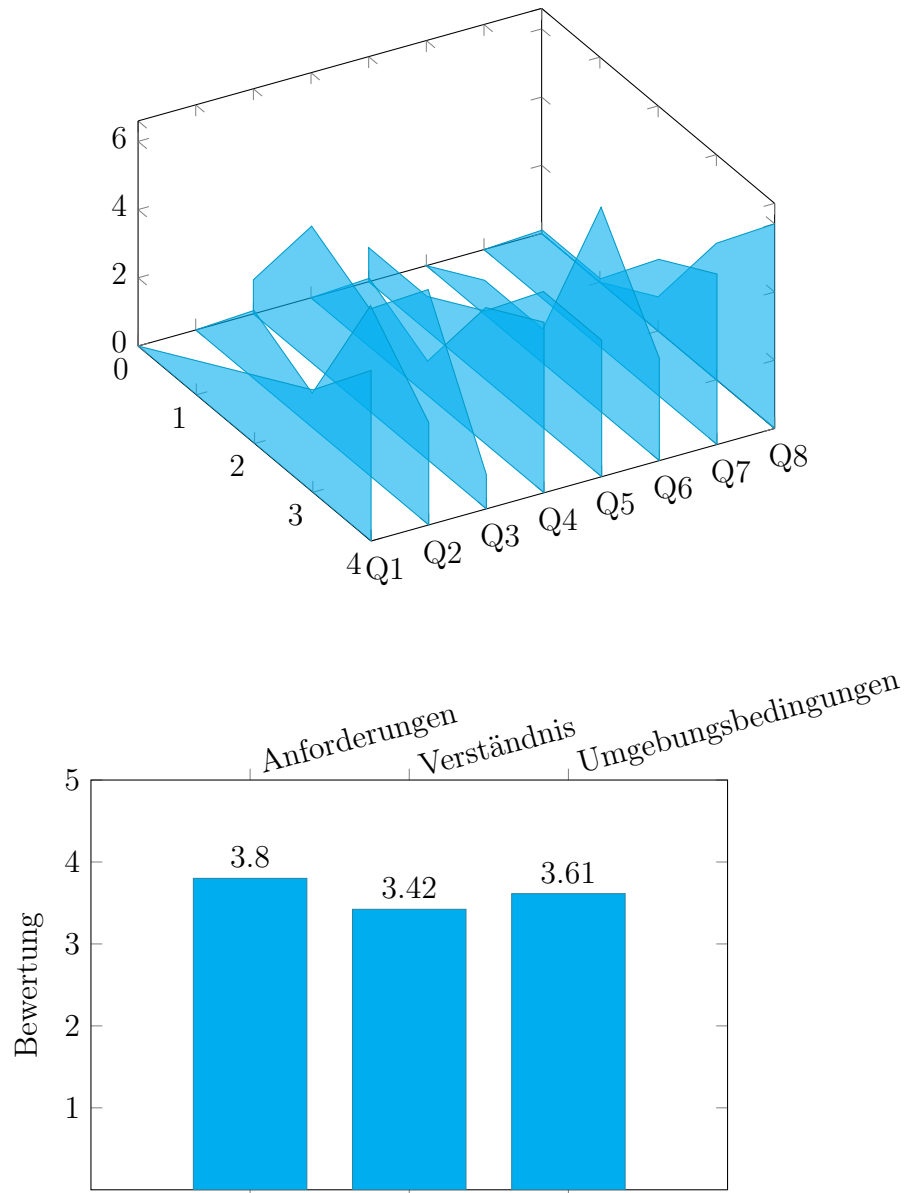 6
4
2
0
0
1
2
3
4
Q1
Q2
Q3
Q4
Q5
Q6
Q7
Q8
Anforderungen
Verständnis
Umgebungsbedingungen
5
4
3
2
1
Bewertung
3.8
3.42
3.61